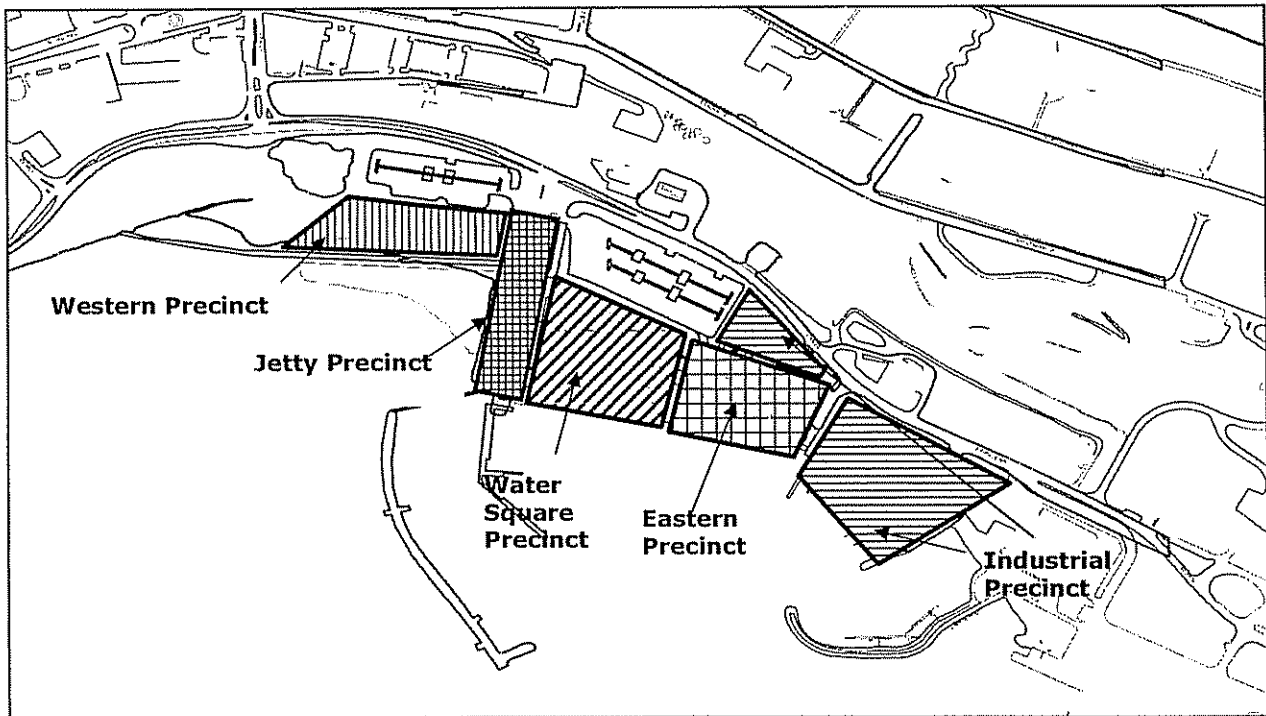 Western Precinct
Jetty Precinct
Water
Square
Precinct
Eastern
Precinct
Industrial
Precinct